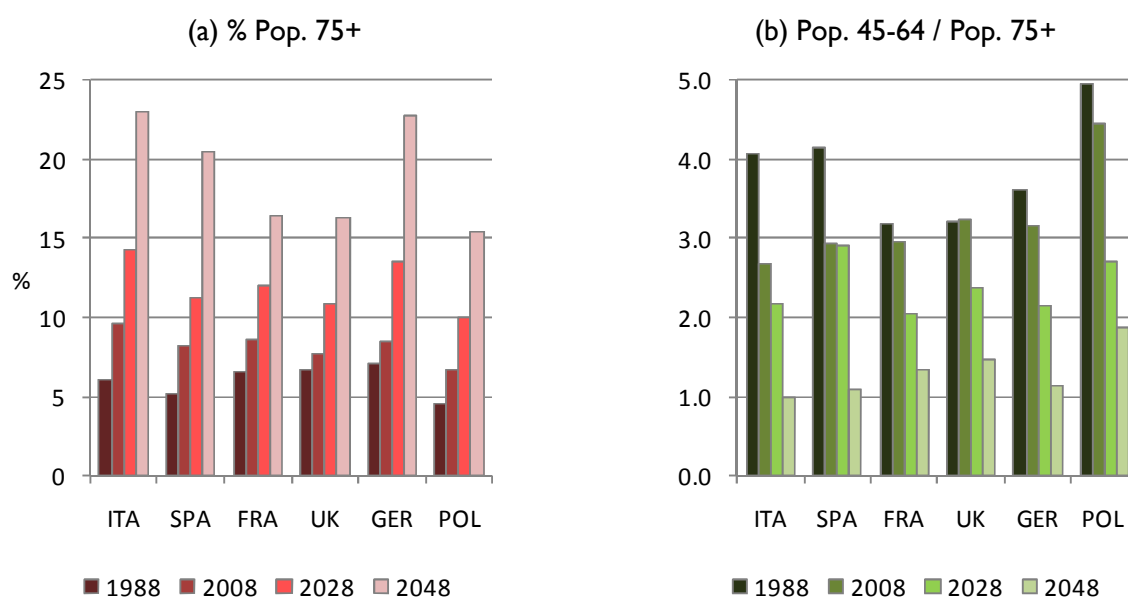 (a) % Pop. 75+
25
20
15
%
10
5
0
ITA SPA FRA UK GER POL
1988 2008 2028 2048
(b) Pop. 45-64 / Pop. 75+
5.0
4.0
3.0
2.0
1.0
0.0
ITA SPA FRA UK GER POL
1988 2008 2028 2048